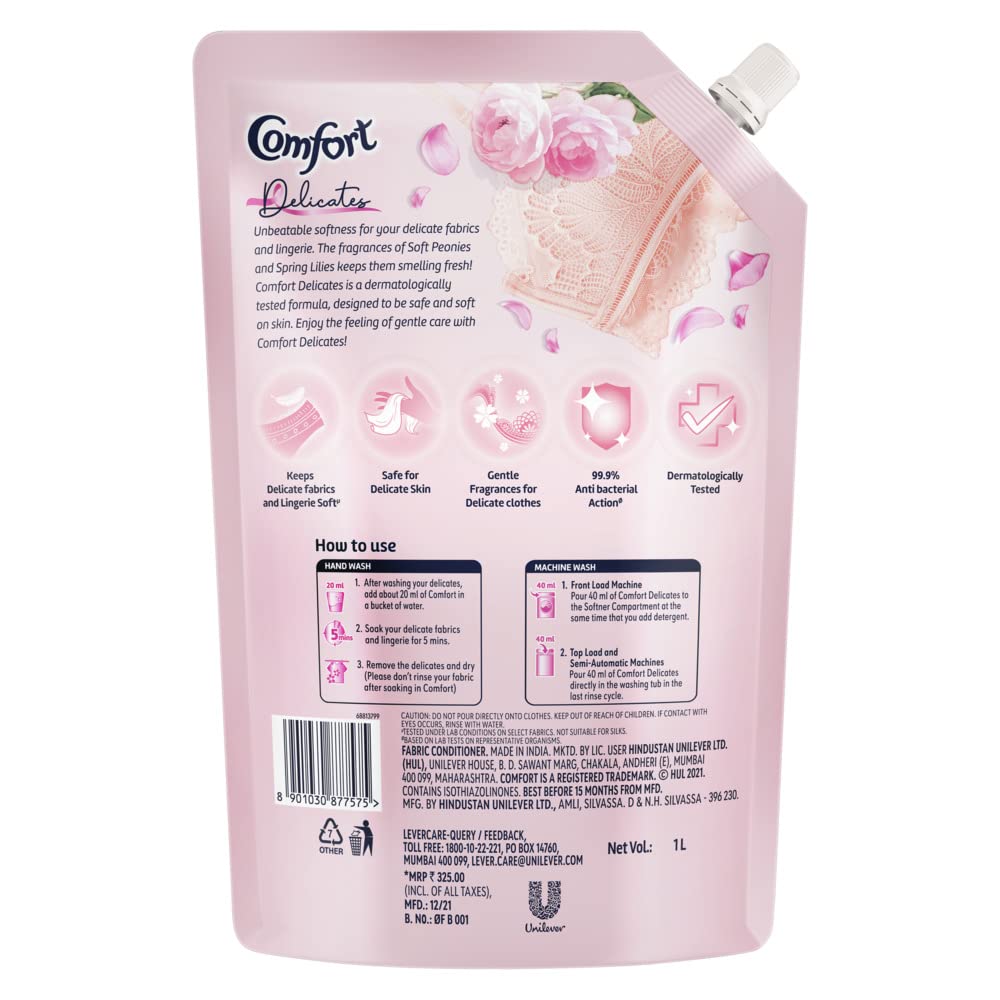 Comfort
Delicates
Unbeatable softness for your delicate fabrics
and lingerie. The fragrances of Soft Peonies
and Spring Lilies keeps them smelling fresh!
Comfort Delicates is a dermatologically
tested formula, designed to be safe and soft
on skin. Enjoy the feeling of gentle care with
Comfort Delicates!
Keeps
Delicate fabrics
and Lingerie Softᵘ
Safe for
Delicate Skin
Gentle
Fragrances for
Delicate clothes
99.9%
Anti bacterial
Actionᶲ
Dermatologically
Tested
How to use
HAND WASH
20 ml
1. After washing your delicates,
add about 20 ml of Comfort in
a bucket of water.
5 mins
2. Soak your delicate fabrics
and lingerie for 5 mins.
3. Remove the delicates and dry
(Please don't rinse your fabric
after soaking in Comfort)
MACHINE WASH
40 ml
1. Front Load Machine
Pour 40 ml of Comfort Delicates to
the Softner Compartment at the
same time that you add detergent.
40 ml
2. Top Load and
Semi-Automatic Machines
Pour 40 ml of Comfort Delicates
directly in the washing tub in the
last rinse cycle.
68813799
8 901030 877575 >
CAUTION: DO NOT POUR DIRECTLY ONTO CLOTHES. KEEP OUT OF REACH OF CHILDREN. IF CONTACT WITH
EYES OCCURS, RINSE WITH WATER.
ᵘTESTED UNDER LAB CONDITIONS ON SELECT FABRICS. NOT SUITABLE FOR SILKS.
ᶲBASED ON LAB TESTS ON REPRESENTATIVE ORGANISMS.
FABRIC CONDITIONER. MADE IN INDIA. MKTD. BY LIC. USER HINDUSTAN UNILEVER LTD.
(HUL), UNILEVER HOUSE, B. D. SAWANT MARG, CHAKALA, ANDHERI (E), MUMBAI
400 099, MAHARASHTRA. COMFORT IS A REGISTERED TRADEMARK. © HUL 2021.
CONTAINS ISOTHIAZOLINONES. BEST BEFORE 15 MONTHS FROM MFD.
MFG. BY HINDUSTAN UNILEVER LTD., AMLI, SILVASSA. D & N.H. SILVASSA - 396 230.
7
OTHER
LEVERCARE-QUERY / FEEDBACK,
TOLL FREE: 1800-10-22-221, PO BOX 14760,
MUMBAI 400 099, LEVER.CARE@UNILEVER.COM
Net Vol.: 1 L
*MRP ₹ 325.00
(INCL. OF ALL TAXES),
MFD.: 12/21
B. No.: ØF B 001
Unilever